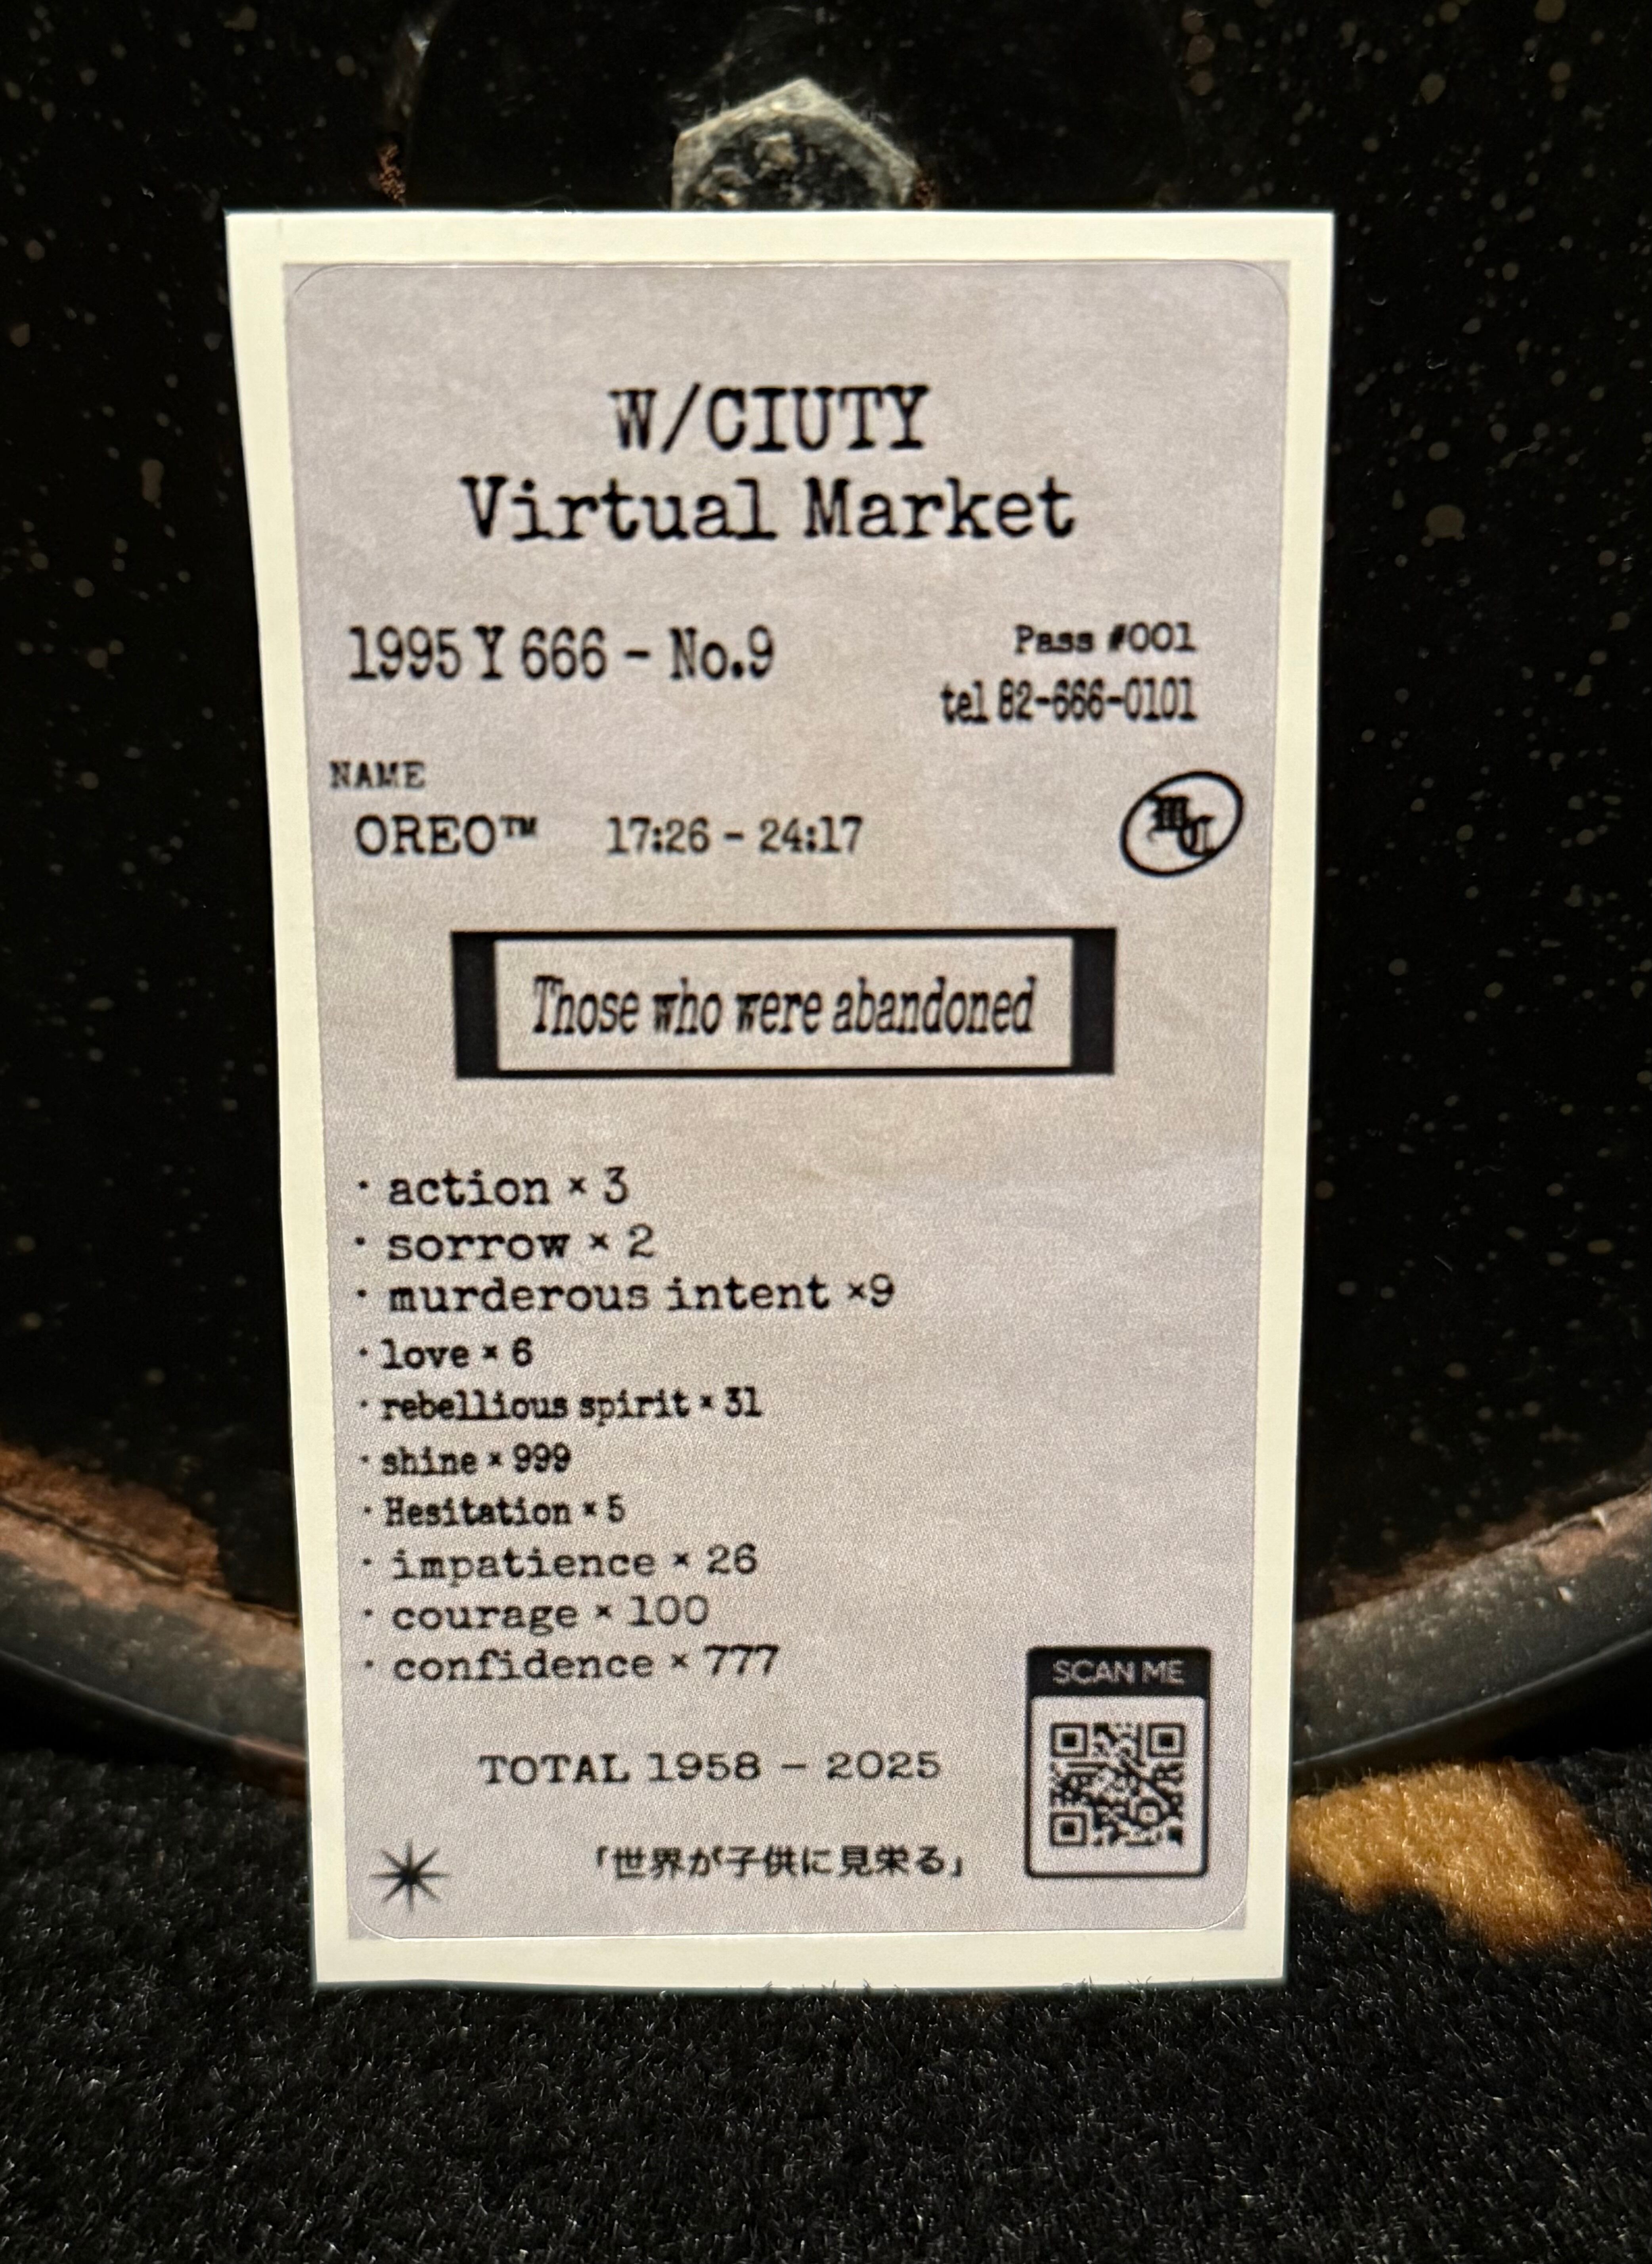 W/CIUTY
Virtual Market
1995 Y 666 - No.9
Pass #001
tel 82-666-0101
NAME
OREO™ 17:26 - 24:17
Those who were abandoned
· action × 3
· sorrow × 2
· murderous intent ×9
· love × 6
· rebellious spirit × 31
· shine × 999
· Hesitation × 5
· impatience × 26
· courage × 100
· confidence × 777
SCAN ME
TOTAL 1958 - 2025
「世界が子供に見栄る」